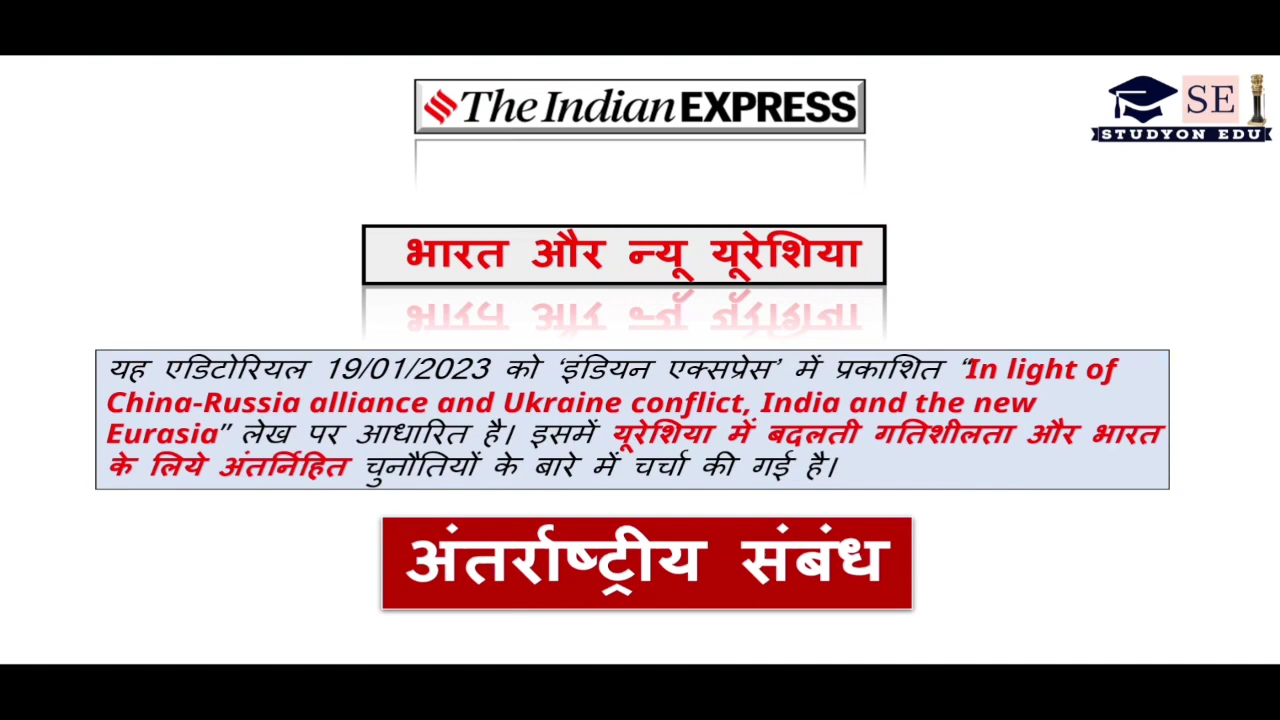 The Indian EXPRESS
SE
STUDYON EDU
भारत और न्यू यूरेशिया
यह एडिटोरियल 19/01/2023 को ‘इंडियन एक्सप्रेस’ में प्रकाशित “In light of
China-Russia alliance and Ukraine conflict, India and the new
Eurasia” लेख पर आधारित है। इसमें यूरेशिया में बदलती गतिशीलता और भारत
के लिये अंतर्निहित चुनौतियों के बारे में चर्चा की गई है।
अंतर्राष्ट्रीय संबंध